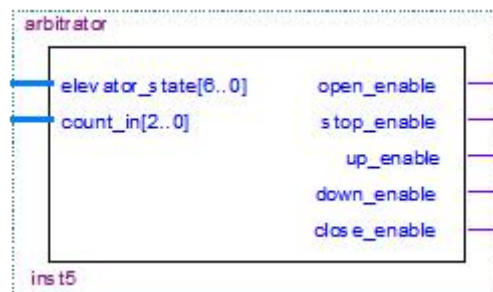 arbitrator
elevator_state[6..0] open_enable
count_in[2..0] stop_enable
up_enable
down_enable
close_enable
inst5